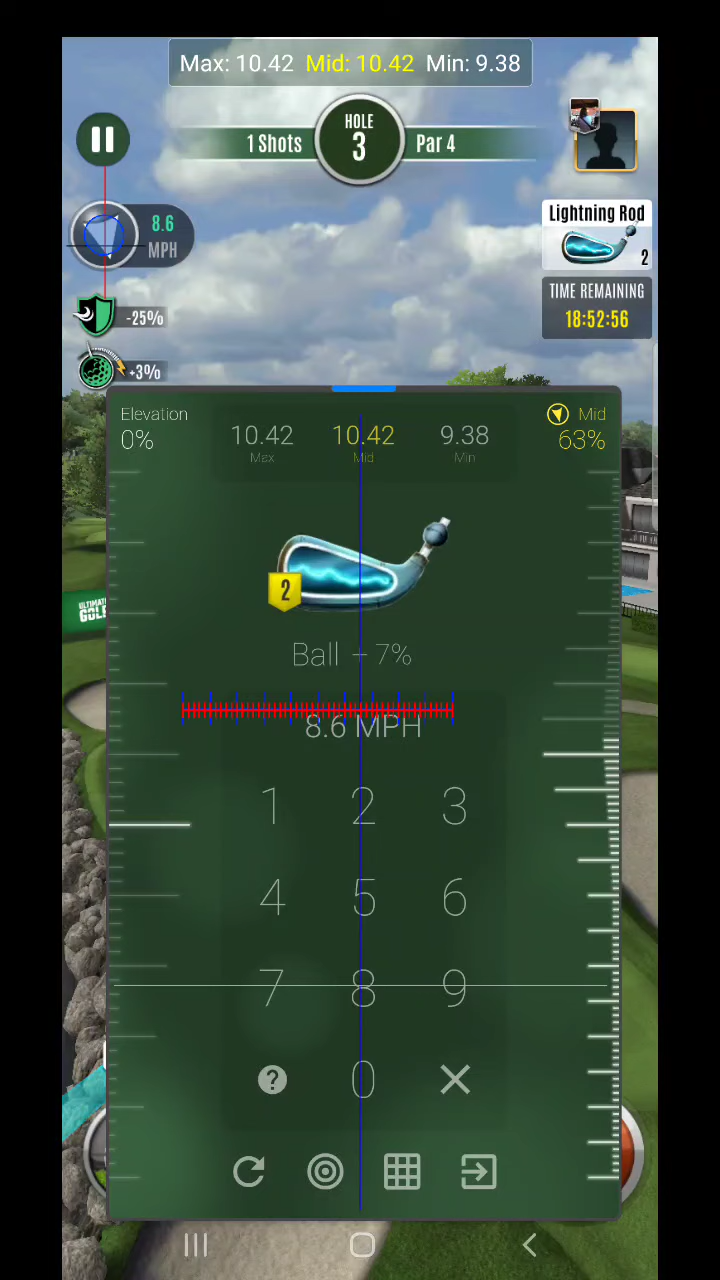 Max: 10.42 Mid: 10.42 Min: 9.38
1 Shots
HOLE
3
Par 4
8.6
MPH
Lightning Rod
2
TIME REMAINING
18:52:56
-25%
+3%
Elevation
0%
10.42
Max
10.42
Mid
9.38
Min
Mid
63%
2
ULTIMATE
GOLF
Ball + 7%
8.6 MPH
1 2 3
4 5 6
7 8 9
? 0